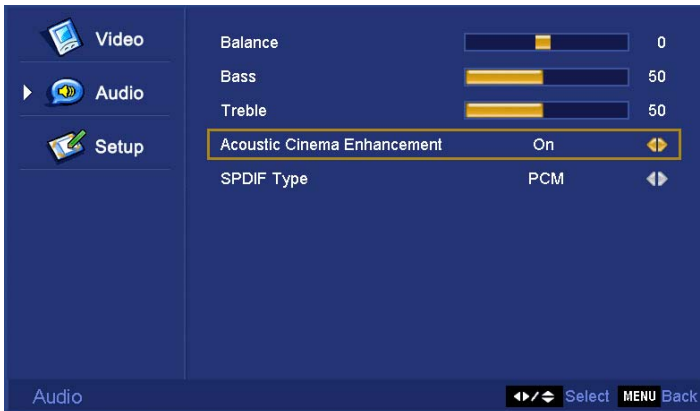 Video
Audio
Setup
Balance 0
Bass 50
Treble 50
Acoustic Cinema Enhancement On
SPDIF Type PCM
Audio
/ Select MENU Back